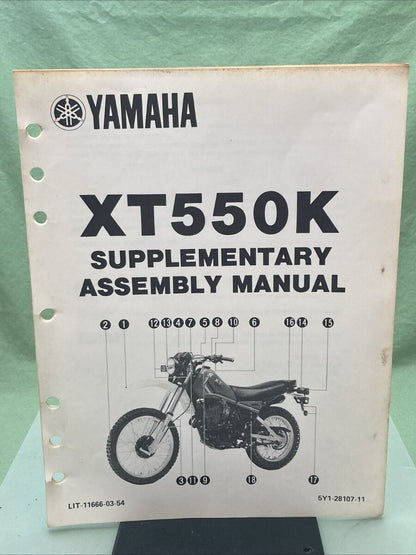 YAMAHA
XT550K
SUPPLEMENTARY
ASSEMBLY MANUAL
2 1 12 13 4 7 5 8 10 6 16 14 15
3 11 9 18 17
LIT-11666-03-54 5Y1-28107-11